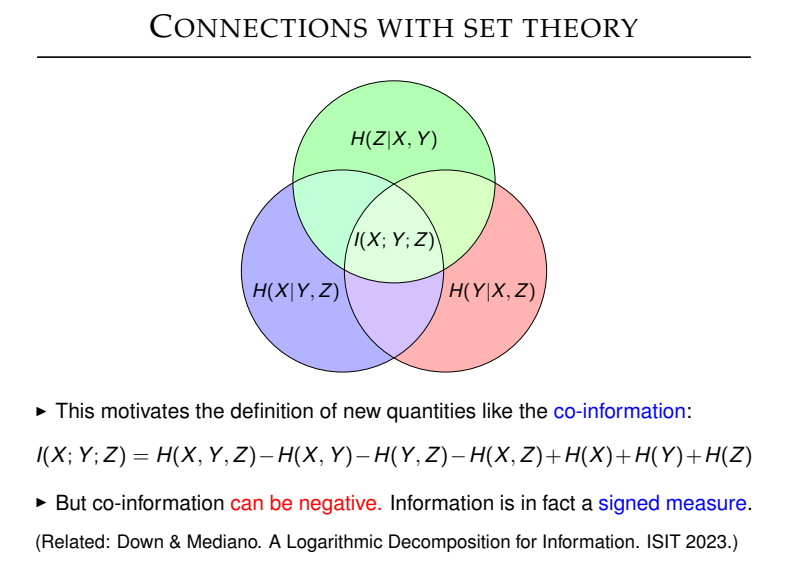 CONNECTIONS WITH SET THEORY
H(Z|X, Y)
I(X; Y; Z)
H(X|Y, Z)
H(Y|X, Z)
▸ This motivates the definition of new quantities like the co-information:
I(X; Y; Z) = H(X, Y, Z)−H(X, Y)−H(Y, Z)−H(X, Z)+H(X)+H(Y)+H(Z)
▸ But co-information can be negative. Information is in fact a signed measure.
(Related: Down & Mediano. A Logarithmic Decomposition for Information. ISIT 2023.)